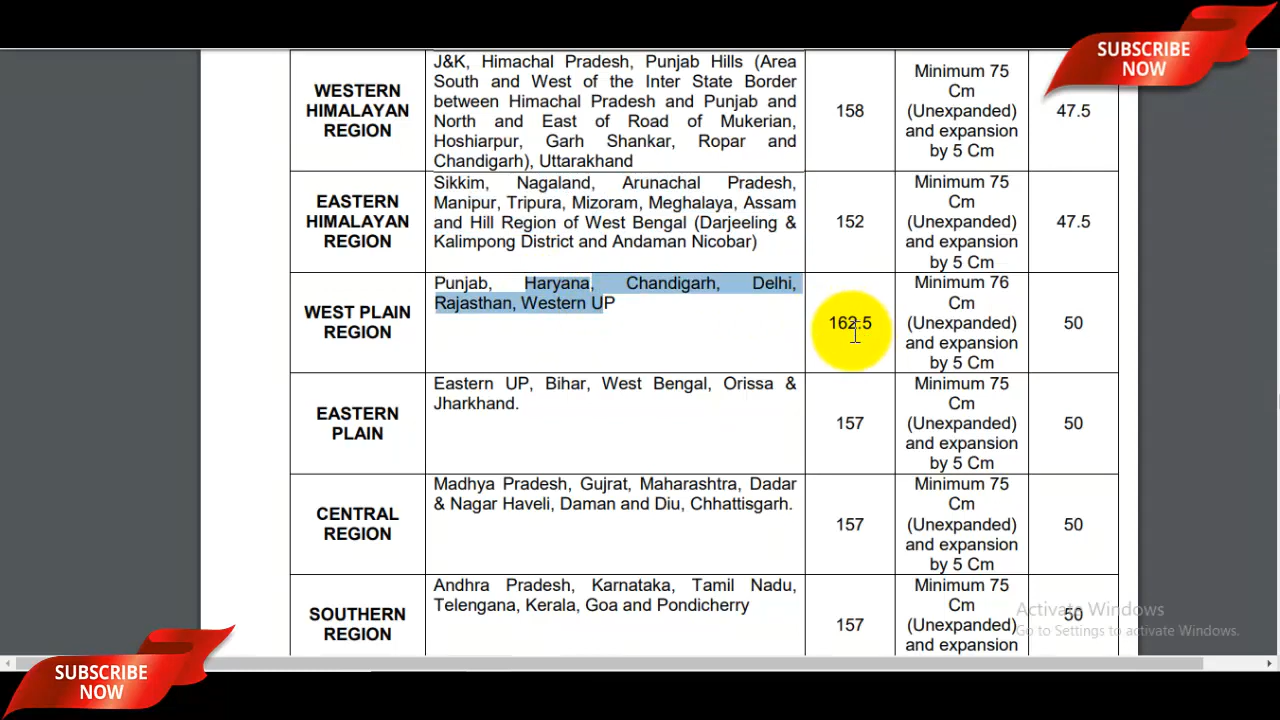 SUBSCRIBE
NOW
WESTERN
HIMALAYAN
REGION
J&K, Himachal Pradesh, Punjab Hills (Area
South and West of the Inter State Border
between Himachal Pradesh and Punjab and
North and East of Road of Mukerian,
Hoshiarpur, Garh Shankar, Ropar and
Chandigarh), Uttarakhand
158
Minimum 75
Cm
(Unexpanded)
and expansion
by 5 Cm
47.5
EASTERN
HIMALAYAN
REGION
Sikkim, Nagaland, Arunachal Pradesh,
Manipur, Tripura, Mizoram, Meghalaya, Assam
and Hill Region of West Bengal (Darjeeling &
Kalimpong District and Andaman Nicobar)
152
Minimum 75
Cm
(Unexpanded)
and expansion
by 5 Cm
47.5
WEST PLAIN
REGION
Punjab, Haryana, Chandigarh, Delhi,
Rajasthan, Western UP
162.5
Minimum 76
Cm
(Unexpanded)
and expansion
by 5 Cm
50
EASTERN
PLAIN
Eastern UP, Bihar, West Bengal, Orissa &
Jharkhand.
157
Minimum 75
Cm
(Unexpanded)
and expansion
by 5 Cm
50
CENTRAL
REGION
Madhya Pradesh, Gujrat, Maharashtra, Dadar
& Nagar Haveli, Daman and Diu, Chhattisgarh.
157
Minimum 75
Cm
(Unexpanded)
and expansion
by 5 Cm
50
SOUTHERN
REGION
Andhra Pradesh, Karnataka, Tamil Nadu,
Telengana, Kerala, Goa and Pondicherry
157
Minimum 75
Cm
(Unexpanded)
and expansion
50
Activate Windows
Go to Settings to activate Windows.
SUBSCRIBE
NOW